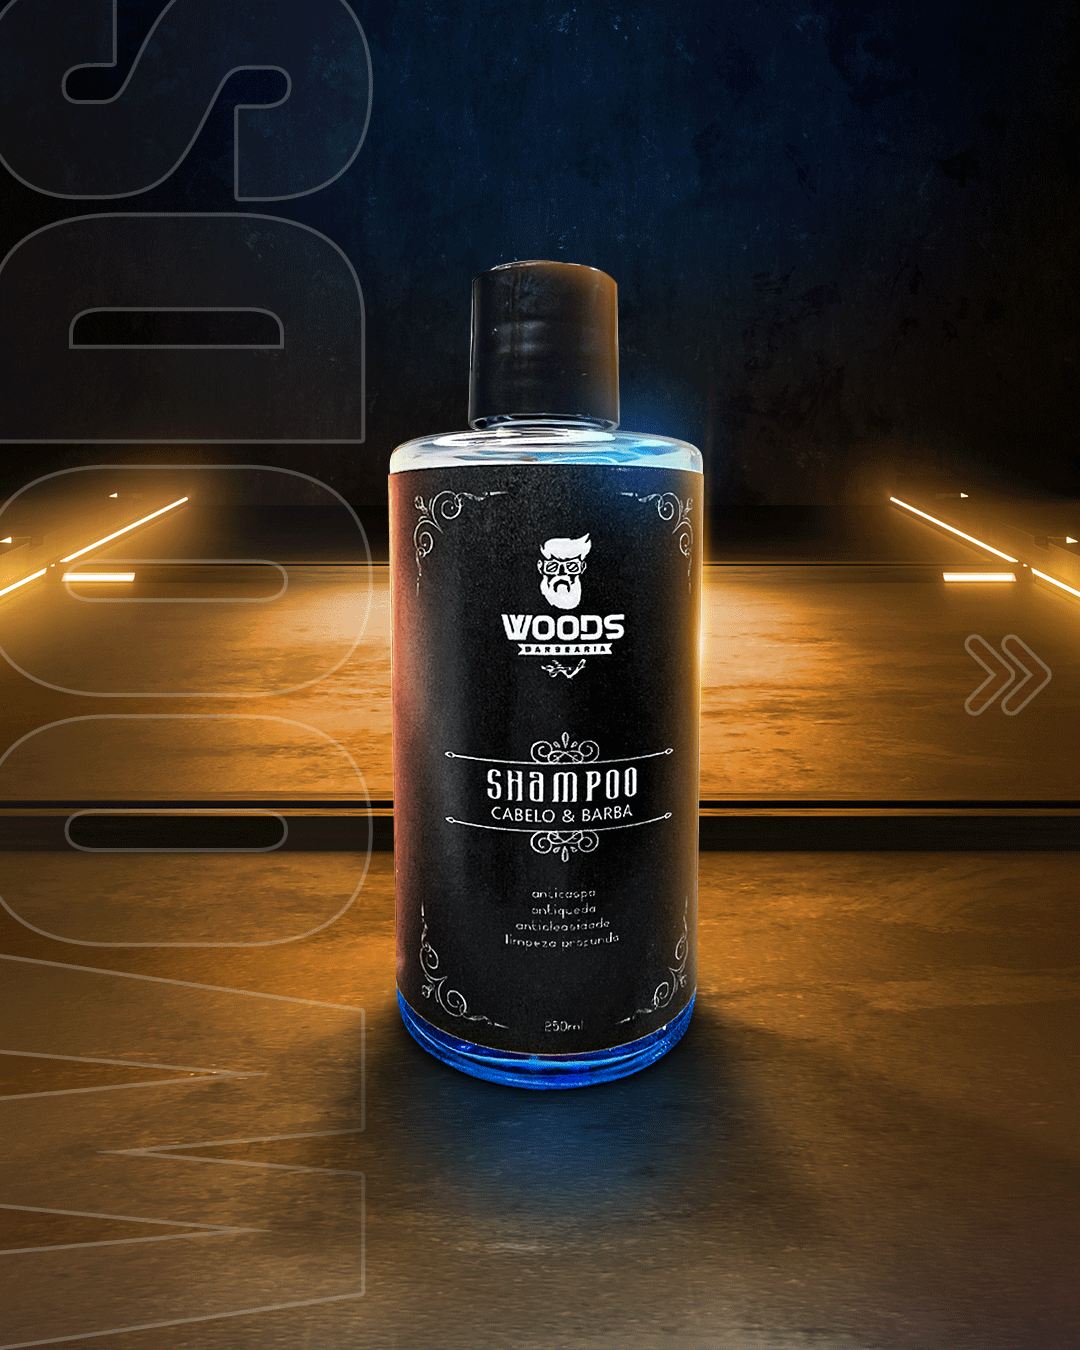 WOODS
WOODS
BARBEARIA
SHAMPOO
CABELO & BARBA
anticaspa
antiqueda
antioleosidade
limpeza profunda
250ml